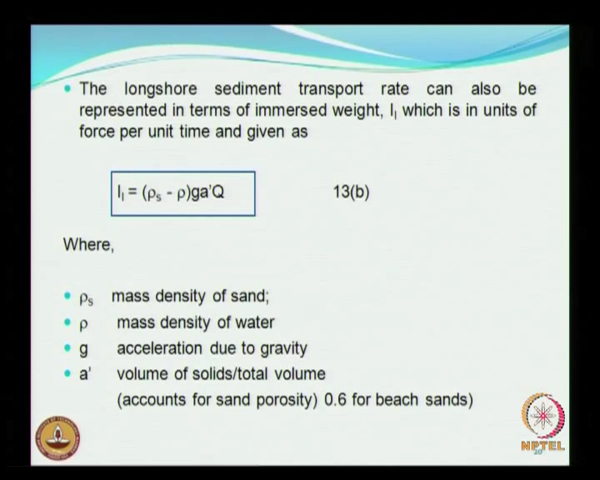 • The longshore sediment transport rate can also be
represented in terms of immersed weight, Iₗ which is in units of
force per unit time and given as
Iₗ = (ρₛ - ρ)ga'Q 13(b)
Where,
• ρₛ mass density of sand;
• ρ mass density of water
• g acceleration due to gravity
• a' volume of solids/total volume
(accounts for sand porosity) 0.6 for beach sands)
NPTEL